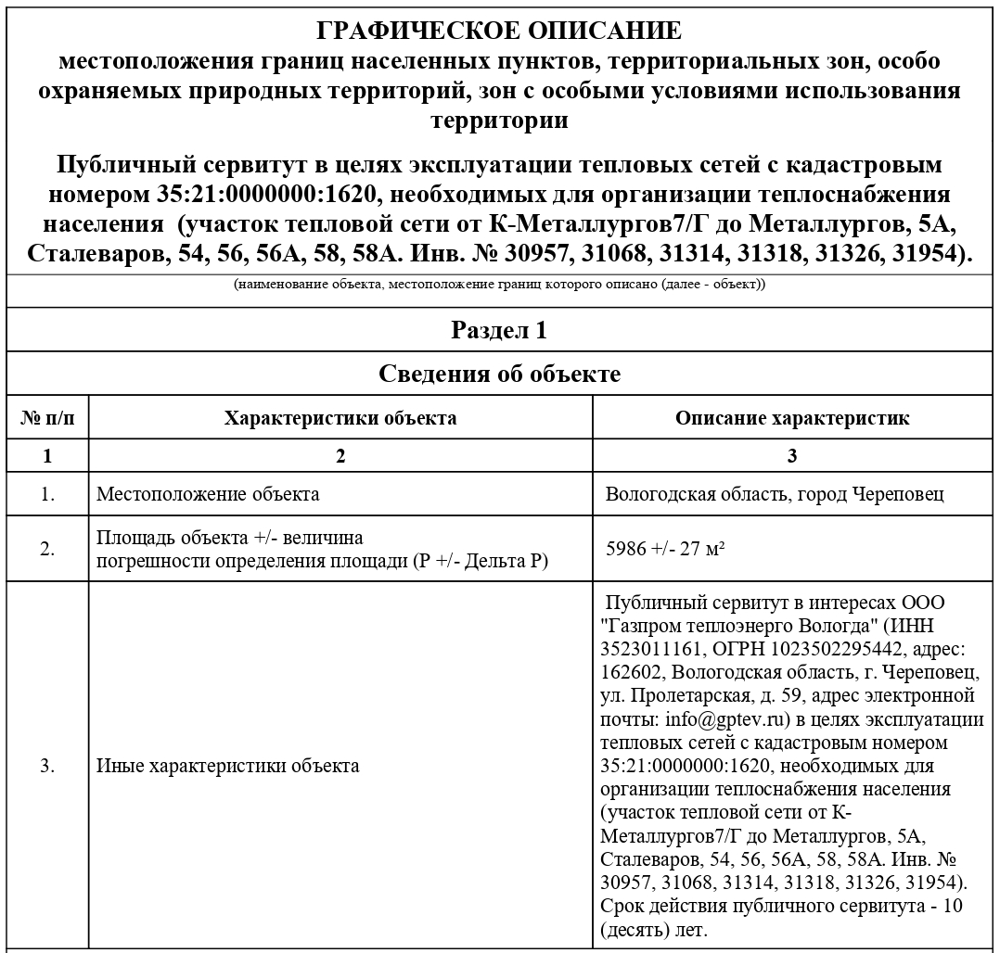 ГРАФИЧЕСКОЕ ОПИСАНИЕ
местоположения границ населенных пунктов, территориальных зон, особо
охраняемых природных территорий, зон с особыми условиями использования
территории
Публичный сервитут в целях эксплуатации тепловых сетей с кадастровым
номером 35:21:0000000:1620, необходимых для организации теплоснабжения
населения (участок тепловой сети от К-Металлургов7/Г до Металлургов, 5А,
Сталеваров, 54, 56, 56А, 58, 58А. Инв. № 30957, 31068, 31314, 31318, 31326, 31954).
(наименование объекта, местоположение границ которого описано (далее - объект))
Раздел 1
Сведения об объекте
№ п/п Характеристики объекта Описание характеристик
1 2 3
1. Местоположение объекта Вологодская область, город Череповец
2. Площадь объекта +/- величина
погрешности определения площади (Р +/- Дельта Р) 5986 +/- 27 м²
3. Иные характеристики объекта
Публичный сервитут в интересах ООО
"Газпром теплоэнерго Вологда" (ИНН
3523011161, ОГРН 1023502295442, адрес:
162602, Вологодская область, г. Череповец,
ул. Пролетарская, д. 59, адрес электронной
почты: info@gptev.ru) в целях эксплуатации
тепловых сетей с кадастровым номером
35:21:0000000:1620, необходимых для
организации теплоснабжения населения
(участок тепловой сети от К-
Металлургов7/Г до Металлургов, 5А,
Сталеваров, 54, 56, 56А, 58, 58А. Инв. №
30957, 31068, 31314, 31318, 31326, 31954).
Срок действия публичного сервитута - 10
(десять) лет.